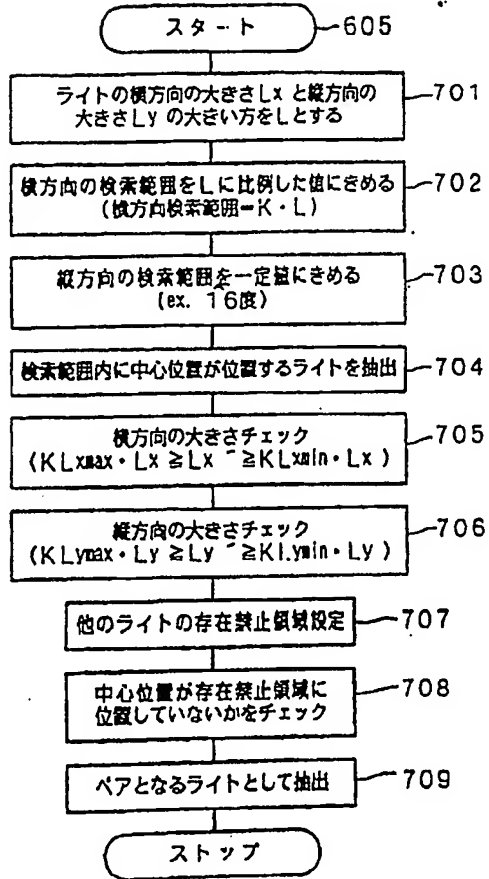 スタート
605
ライトの横方向の大きさLx と縦方向の
大きさLy の大きい方をLとする
701
横方向の検索範囲をLに比例した値にきめる
(横方向検索範囲=K・L)
702
縦方向の検索範囲を一定値にきめる
(ex. 16度)
703
検索範囲内に中心位置が位置するライトを抽出
704
横方向の大きさチェック
(KLxmax・Lx ≧Lx ′ ≧KLxmin・Lx )
705
縦方向の大きさチェック
(KLymax・Ly ≧Ly ′ ≧KLymin・Ly )
706
他のライトの存在禁止領域設定
707
中心位置が存在禁止領域に
位置していないかをチェック
708
ペアとなるライトとして抽出
709
ストップ